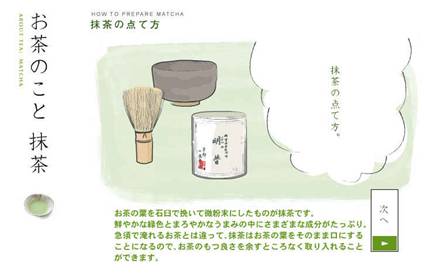 お茶のこと 抹茶
ABOUT TEA: MATCHA
HOW TO PREPARE MATCHA
抹茶の点て方
抹茶の点て方。
明昔
お茶の葉を石臼で挽いて微粉末にしたものが抹茶です。
鮮やかな緑色とまろやかなうまみの中にさまざまな成分がたっぷり。
急須で淹れるお茶とは違って、抹茶はお茶の葉をそのまま口にする
ことになるので、お茶のもつ良さを余すところなく取り入れること
ができます。
次へ